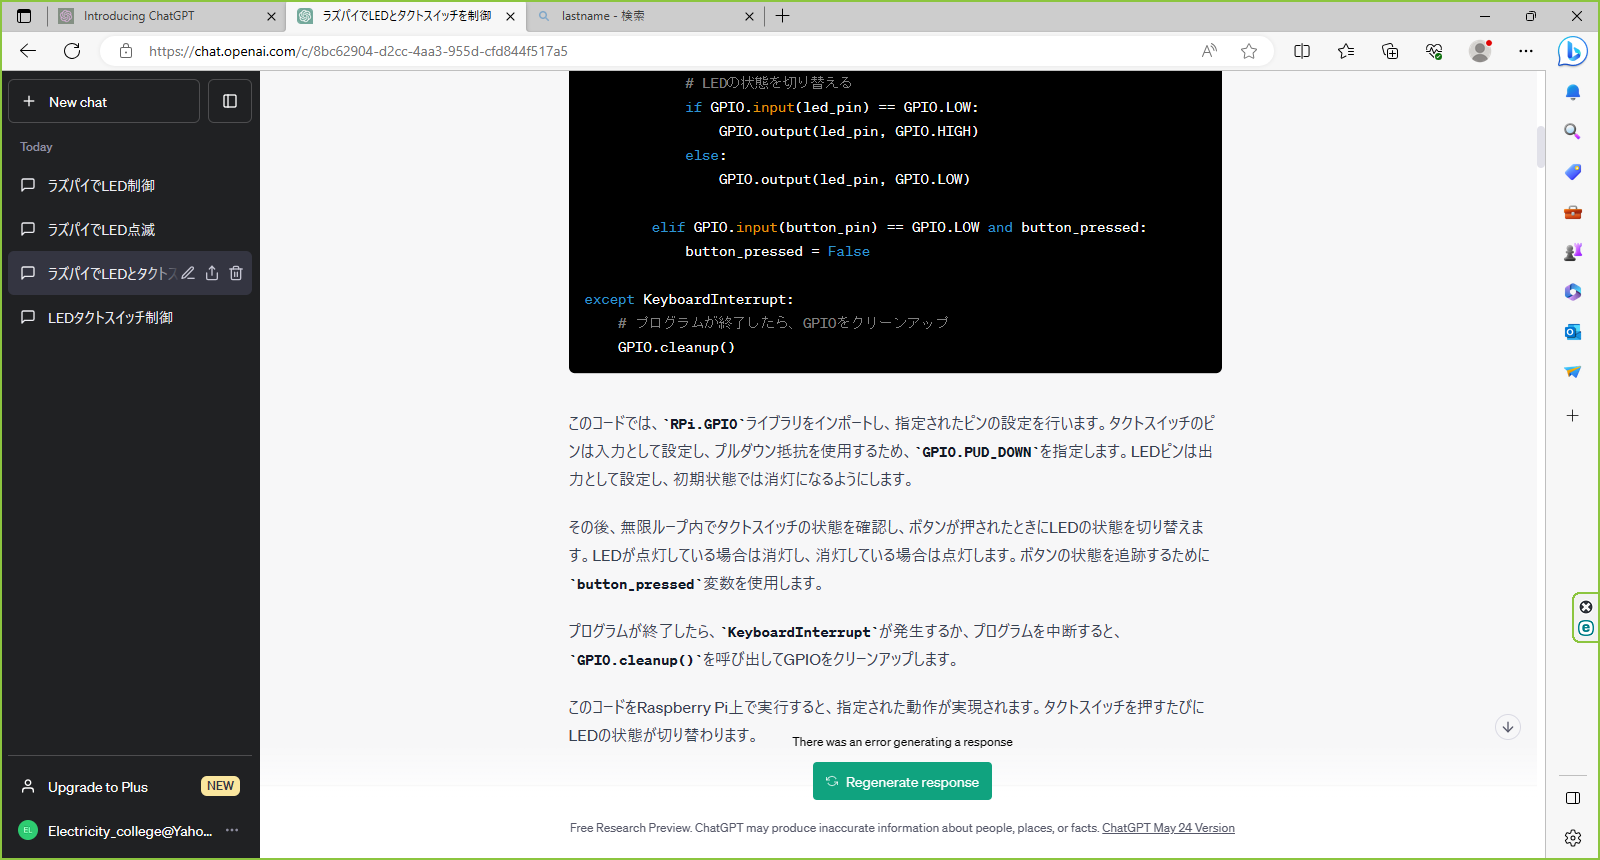 Introducing ChatGPT
ラズパイでLEDとタクトスイッチを制御
lastname - 検索
https://chat.openai.com/c/8bc62904-d2cc-4aa3-955d-cfd844f517a5
New chat
Today
ラズパイでLED制御
ラズパイでLED点滅
ラズパイでLEDとタクトス
LEDタクトスイッチ制御
Upgrade to Plus
NEW
EL
Electricity_college@Yaho...
# LEDの状態を切り替える
if GPIO.input(led_pin) == GPIO.LOW:
GPIO.output(led_pin, GPIO.HIGH)
else:
GPIO.output(led_pin, GPIO.LOW)
elif GPIO.input(button_pin) == GPIO.LOW and button_pressed:
button_pressed = False
except KeyboardInterrupt:
# プログラムが終了したら、GPIOをクリーンアップ
GPIO.cleanup()
このコードでは、`RPi.GPIO`ライブラリをインポートし、指定されたピンの設定を行います。タクトスイッチのピ
ンは入力として設定し、プルダウン抵抗を使用するため、`GPIO.PUD_DOWN`を指定します。LEDピンは出
力として設定し、初期状態では消灯になるようにします。
その後、無限ループ内でタクトスイッチの状態を確認し、ボタンが押されたときにLEDの状態を切り替えま
す。LEDが点灯している場合は消灯し、消灯している場合は点灯します。ボタンの状態を追跡するために
`button_pressed`変数を使用します。
プログラムが終了したら、`KeyboardInterrupt`が発生するか、プログラムを中断すると、
`GPIO.cleanup()`を呼び出してGPIOをクリーンアップします。
このコードをRaspberry Pi上で実行すると、指定された動作が実現されます。タクトスイッチを押すたびに
LEDの状態が切り替わります。
There was an error generating a response
Regenerate response
Free Research Preview. ChatGPT may produce inaccurate information about people, places, or facts. ChatGPT May 24 Version